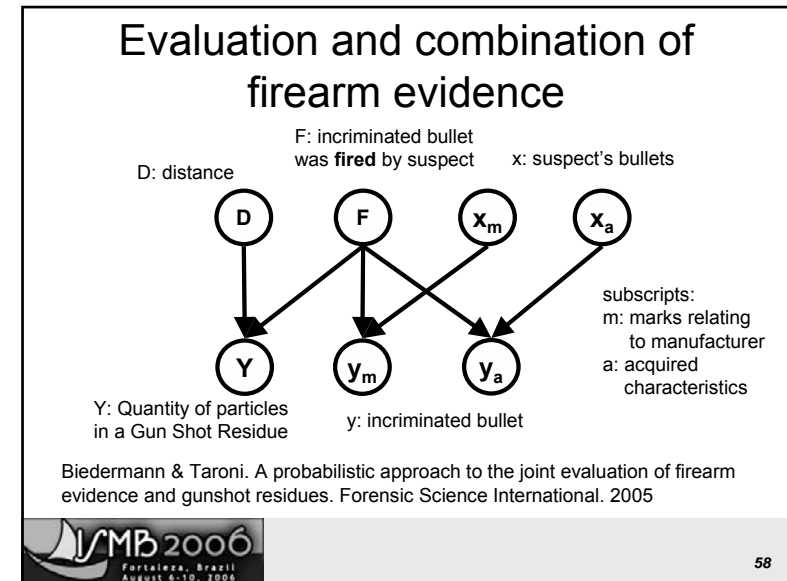 Evaluation and combination of
firearm evidence
F: incriminated bullet
was fired by suspect
x: suspect's bullets
D: distance
D
F
xm
xa
subscripts:
m: marks relating
to manufacturer
a: acquired
characteristics
Y
ym
ya
Y: Quantity of particles
in a Gun Shot Residue
y: incriminated bullet
Biedermann & Taroni. A probabilistic approach to the joint evaluation of firearm
evidence and gunshot residues. Forensic Science International. 2005
ISMB 2006
Fortaleza, Brazil
August 6-10, 2006
58